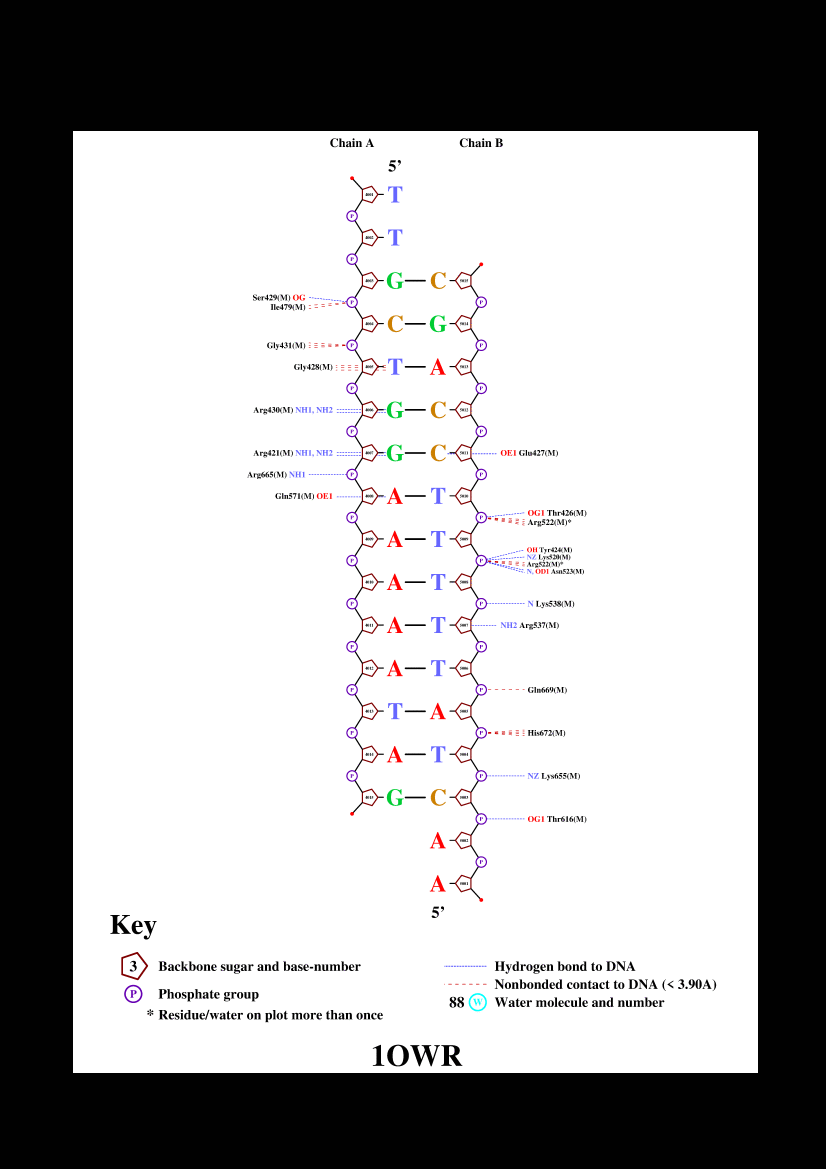 Chain A Chain B
5’
T
T
G C
Ser429(M) OG
Ile479(M)
C G
Gly431(M)
Gly428(M) T A
Arg430(M) NH1, NH2 G C
Arg421(M) NH1, NH2 G C OE1 Glu427(M)
Arg665(M) NH1
Gln571(M) OE1 A T
OG1 Thr426(M)
Arg522(M)*
A T
OH Tyr424(M)
NZ Lys520(M)
Arg522(M)*
N, OD1 Asn523(M)
A T
N Lys538(M)
A T NH2 Arg537(M)
A T
Gln669(M)
T A
His672(M)
A T
NZ Lys655(M)
G C
OG1 Thr616(M)
A
A
5’
Key
3 Backbone sugar and base-number
P Phosphate group
* Residue/water on plot more than once
Hydrogen bond to DNA
Nonbonded contact to DNA (< 3.90A)
88 W Water molecule and number
1OWR